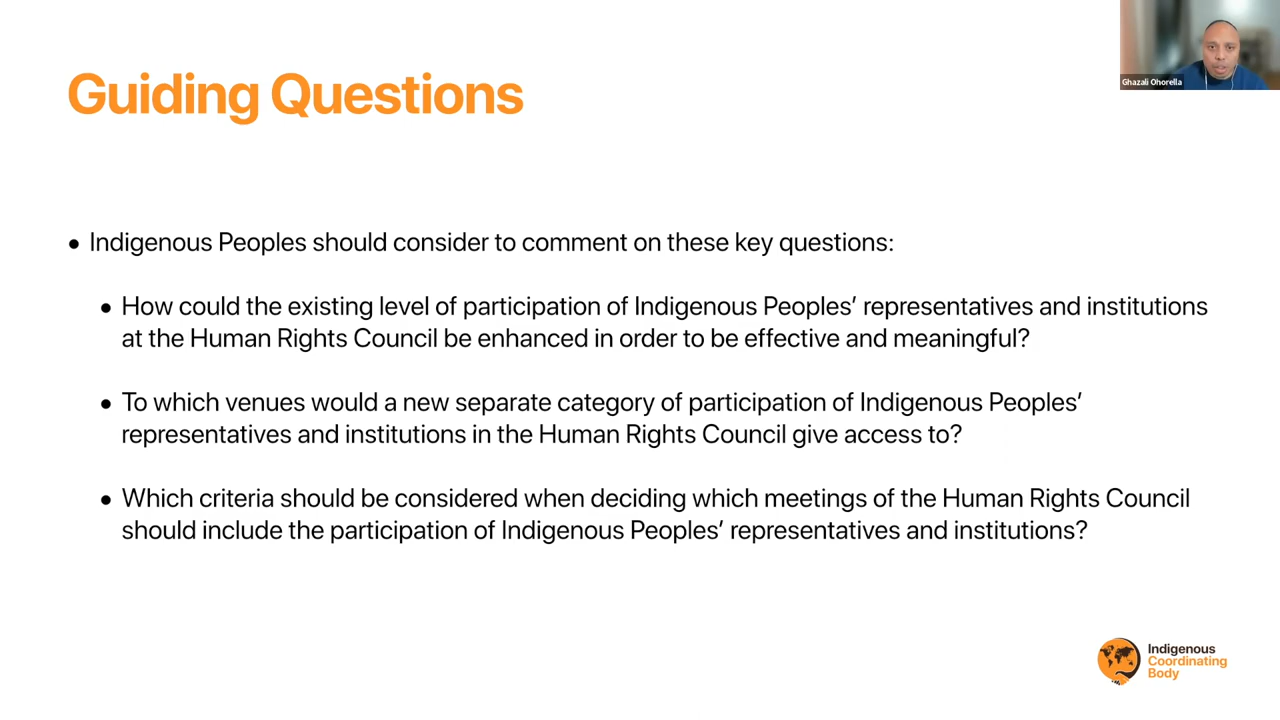 Guiding Questions
Ghazali Ohorella
• Indigenous Peoples should consider to comment on these key questions:
• How could the existing level of participation of Indigenous Peoples’ representatives and institutions
at the Human Rights Council be enhanced in order to be effective and meaningful?
• To which venues would a new separate category of participation of Indigenous Peoples’
representatives and institutions in the Human Rights Council give access to?
• Which criteria should be considered when deciding which meetings of the Human Rights Council
should include the participation of Indigenous Peoples’ representatives and institutions?
Indigenous
Coordinating
Body